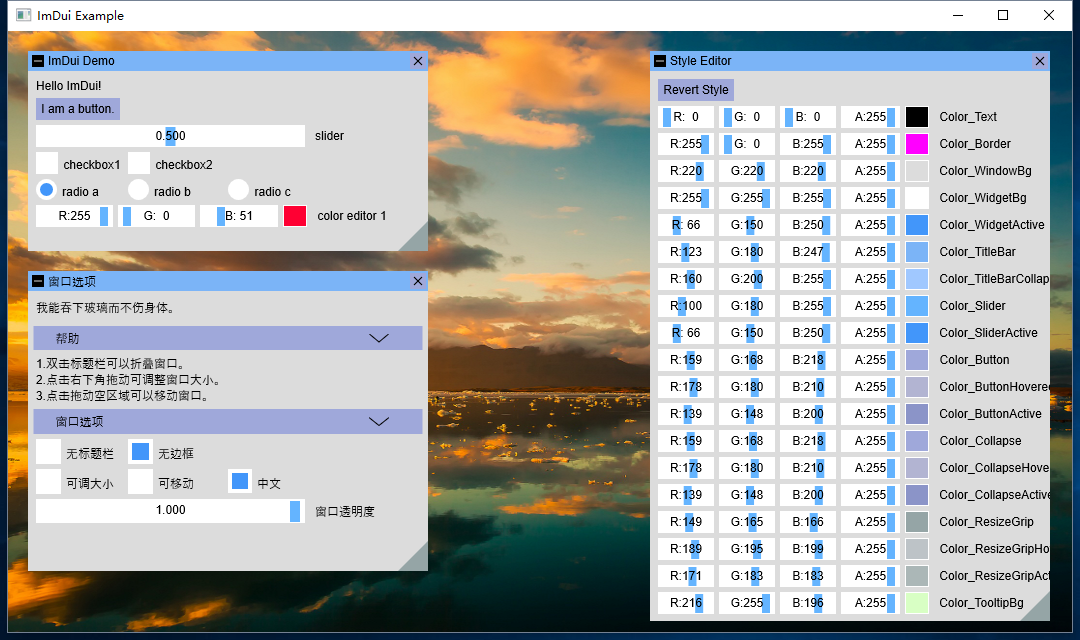 ImDui Example
ImDui Demo
Hello ImDui!
I am a button.
0.500 slider
checkbox1 checkbox2
radio a radio b radio c
R:255 G: 0 B: 51 color editor 1
窗口选项
我能吞下玻璃而不伤身体。
帮助
1.双击标题栏可以折叠窗口。
2.点击右下角拖动可调整窗口大小。
3.点击拖动空区域可以移动窗口。
窗口选项
无标题栏 无边框
可调大小 可移动 中文
1.000 窗口透明度
Style Editor
Revert Style
R: 0 G: 0 B: 0 A:255 Color_Text
R:255 G: 0 B:255 A:255 Color_Border
R:220 G:220 B:220 A:255 Color_WindowBg
R:255 G:255 B:255 A:255 Color_WidgetBg
R: 66 G:150 B:250 A:255 Color_WidgetActive
R:123 G:180 B:247 A:255 Color_TitleBar
R:160 G:200 B:255 A:255 Color_TitleBarCollap
R:100 G:180 B:255 A:255 Color_Slider
R: 66 G:150 B:250 A:255 Color_SliderActive
R:159 G:168 B:218 A:255 Color_Button
R:178 G:180 B:210 A:255 Color_ButtonHovered
R:139 G:148 B:200 A:255 Color_ButtonActive
R:159 G:168 B:218 A:255 Color_Collapse
R:178 G:180 B:210 A:255 Color_CollapseHove
R:139 G:148 B:200 A:255 Color_CollapseActive
R:149 G:165 B:166 A:255 Color_ResizeGrip
R:189 G:195 B:199 A:255 Color_ResizeGripHo
R:171 G:183 B:183 A:255 Color_ResizeGripAct
R:216 G:255 B:196 A:255 Color_TooltipBg